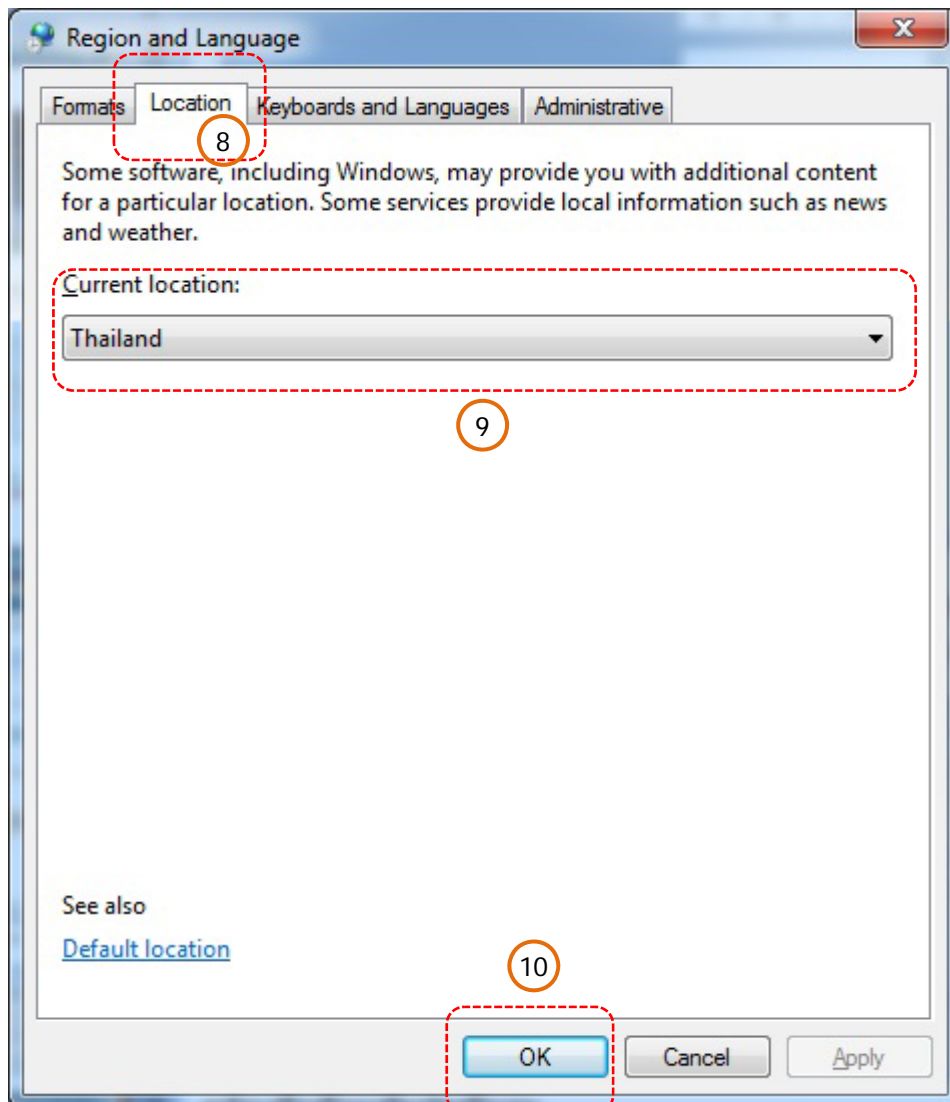 Region and Language
Formats Location Keyboards and Languages Administrative
8
Some software, including Windows, may provide you with additional content
for a particular location. Some services provide local information such as news
and weather.
Current location:
Thailand
9
See also
Default location
10
OK Cancel Apply